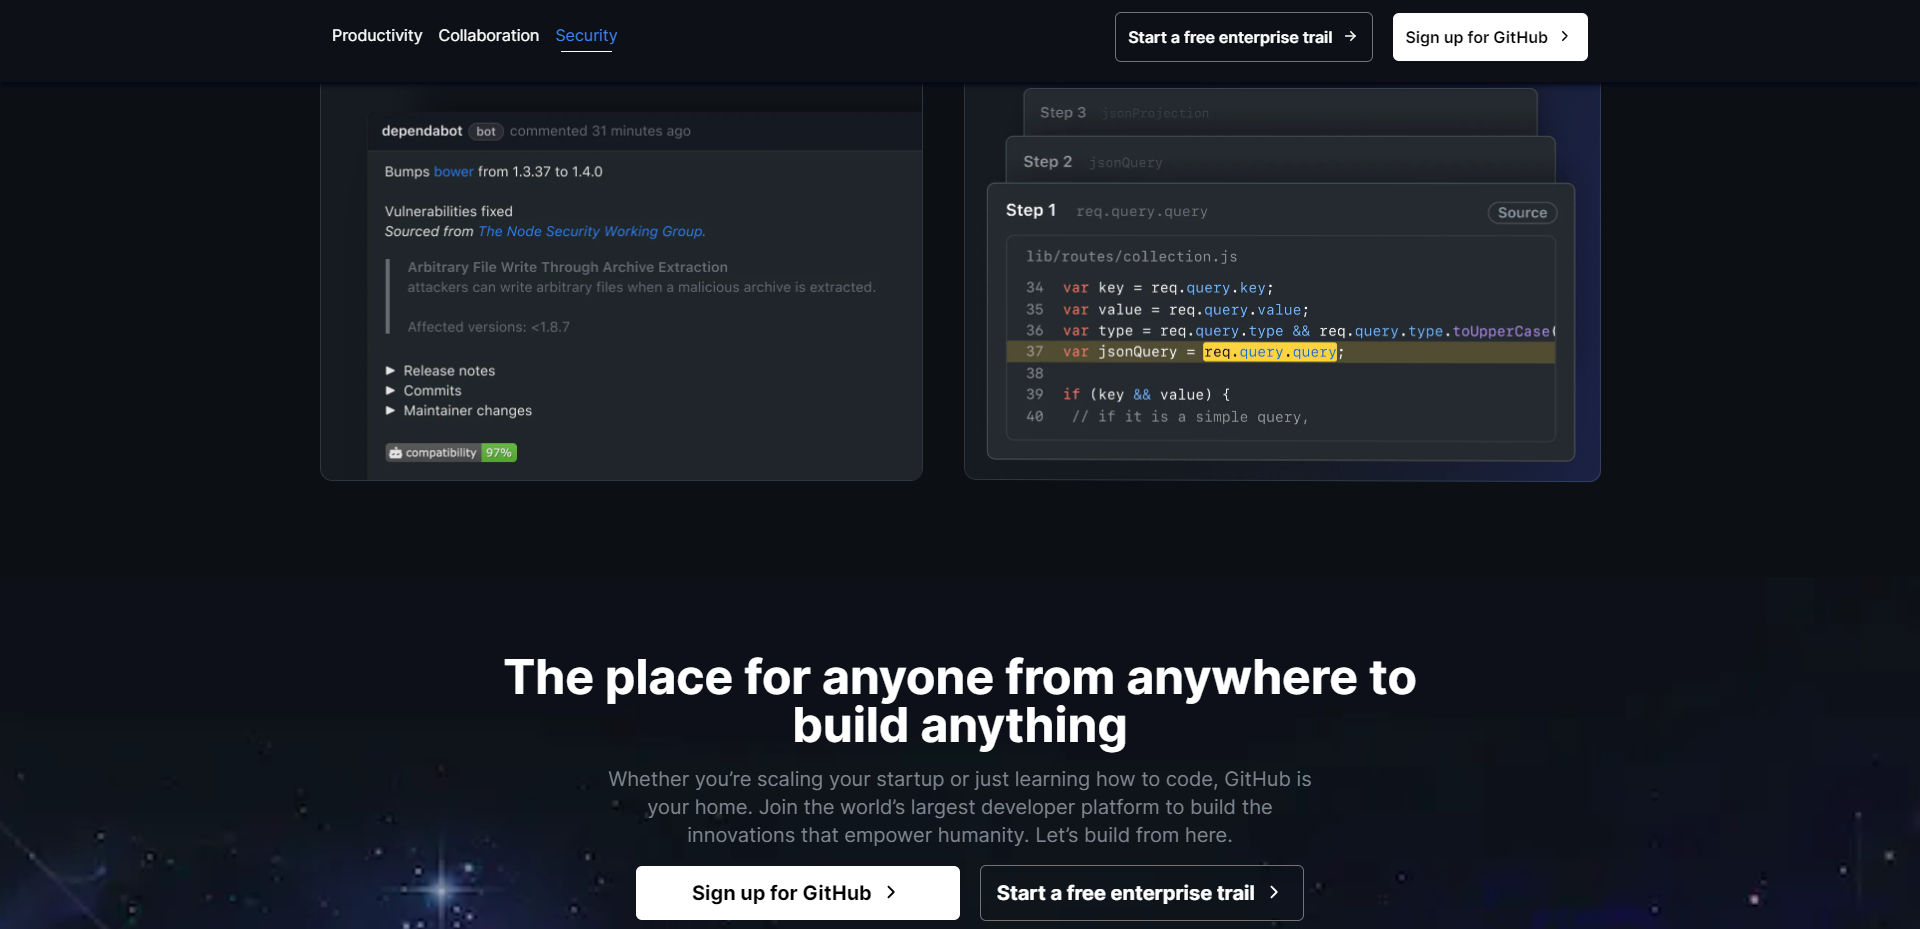 Productivity Collaboration Security
Start a free enterprise trail
Sign up for GitHub
dependabot bot commented 31 minutes ago
Bumps bower from 1.3.37 to 1.4.0
Vulnerabilities fixed
Sourced from The Node Security Working Group.
Arbitrary File Write Through Archive Extraction
attackers can write arbitrary files when a malicious archive is extracted.
Affected versions: <1.8.7
Release notes
Commits
Maintainer changes
compatibility 97%
Step 3 jsonProjection
Step 2 jsonQuery
Step 1 req.query.query Source
lib/routes/collection.js
34 var key = req.query.key;
35 var value = req.query.value;
36 var type = req.query.type && req.query.type.toUpperCase(
37 var jsonQuery = req.query.query;
38
39 if (key && value) {
40 // if it is a simple query,
The place for anyone from anywhere to
build anything
Whether you’re scaling your startup or just learning how to code, GitHub is
your home. Join the world’s largest developer platform to build the
innovations that empower humanity. Let’s build from here.
Sign up for GitHub
Start a free enterprise trail